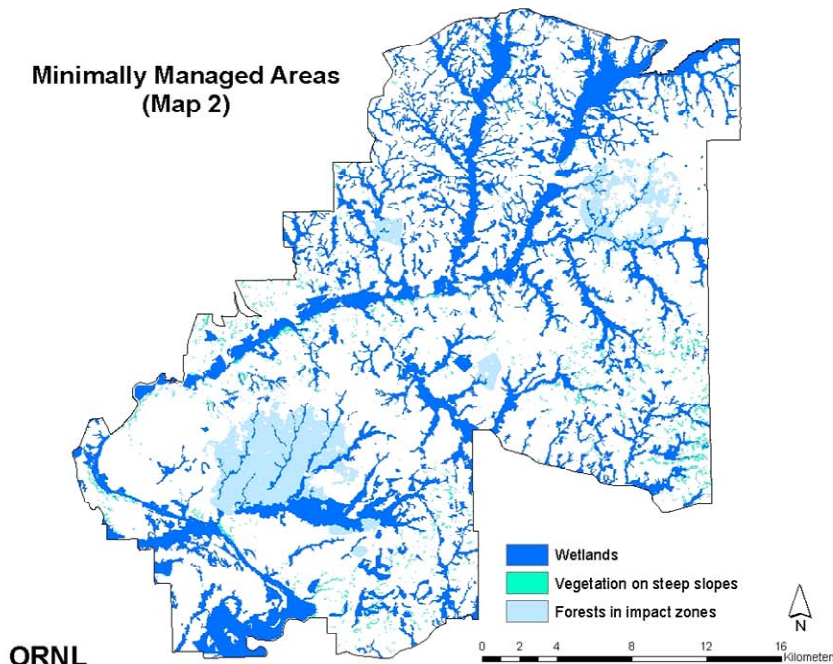 Minimally Managed Areas
(Map 2)
Wetlands
Vegetation on steep slopes
Forests in impact zones
N
ORNL
0 2 4 8 12 16
Kilometers